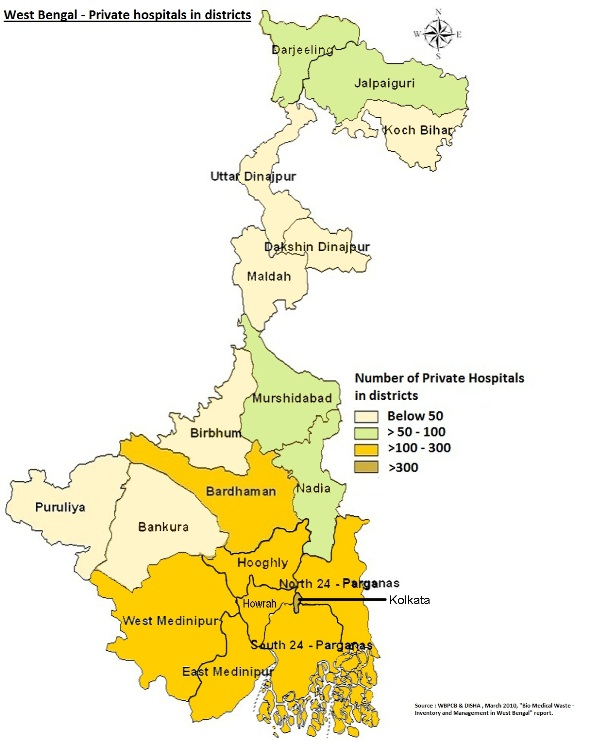 West Bengal - Private hospitals in districts
N
W E
S
Darjeeling
Jalpaiguri
Koch Bihar
Uttar Dinajpur
Dakshin Dinajpur
Maldah
Number of Private Hospitals
in districts
Below 50
> 50 - 100
>100 - 300
>300
Murshidabad
Birbhum
Bardhaman
Nadia
Puruliya
Bankura
Hooghly
North 24 - Parganas
Kolkata
Howrah
West Medinipur
South 24 - Parganas
East Medinipur
Source : WBPCB & DISHA , March 2010, "Bio Medical Waste -
Inventory and Management in West Bengal" report.